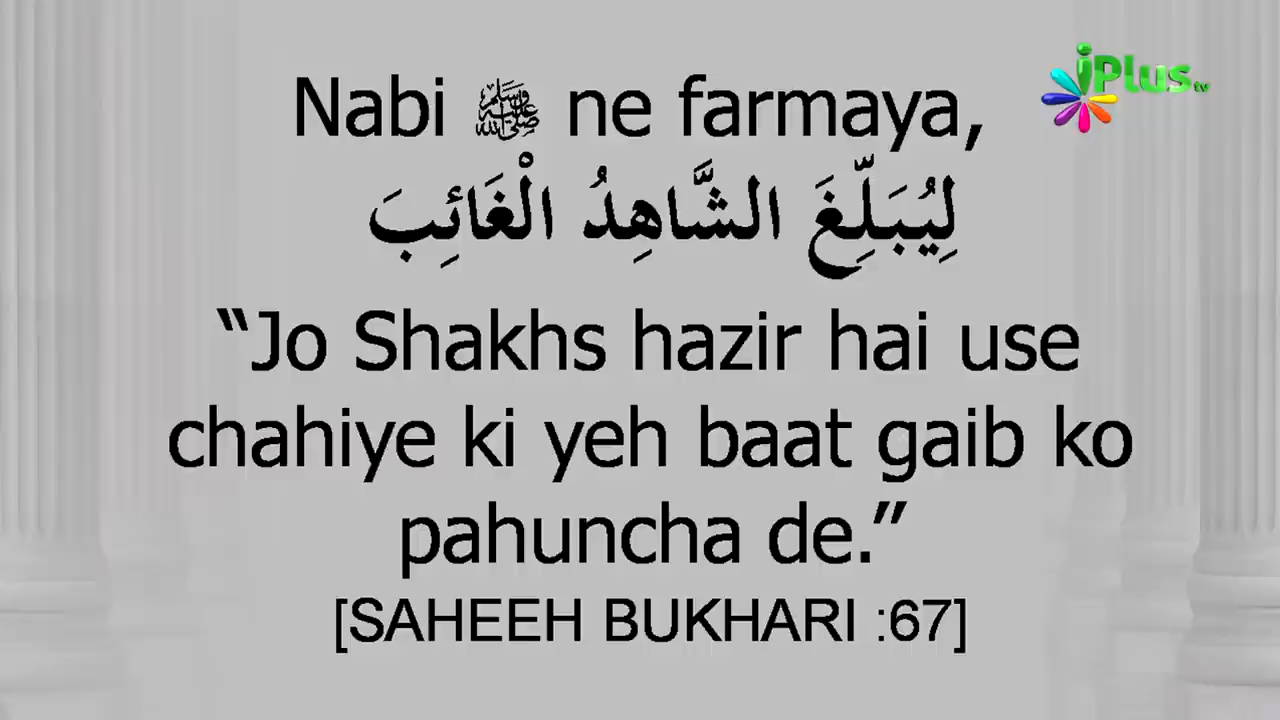 Nabi ﷺ ne farmaya,
لِيُبَلِّغَ الشَّاهِدُ الْغَائِبَ
“Jo Shakhs hazir hai use
chahiye ki yeh baat gaib ko
pahuncha de.”
[SAHEEH BUKHARI :67]
iPlus tv